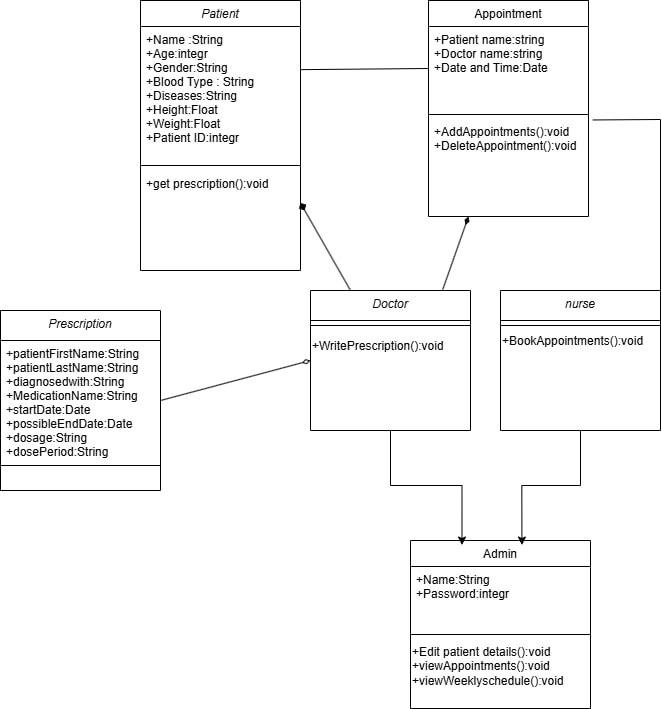 Patient
+Name :String
+Age:integr
+Gender:String
+Blood Type : String
+Diseases:String
+Height:Float
+Weight:Float
+Patient ID:integr
+get prescription():void
Appointment
+Patient name:string
+Doctor name:string
+Date and Time:Date
+AddAppointments():void
+DeleteAppointment():void
Prescription
+patientFirstName:String
+patientLastName:String
+diagnosedwith:String
+MedicationName:String
+startDate:Date
+possibleEndDate:Date
+dosage:String
+dosePeriod:String
Doctor
+WritePrescription():void
nurse
+BookAppointments():void
Admin
+Name:String
+Password:integr
+Edit patient details():void
+viewAppointments():void
+viewWeeklyschedule():void